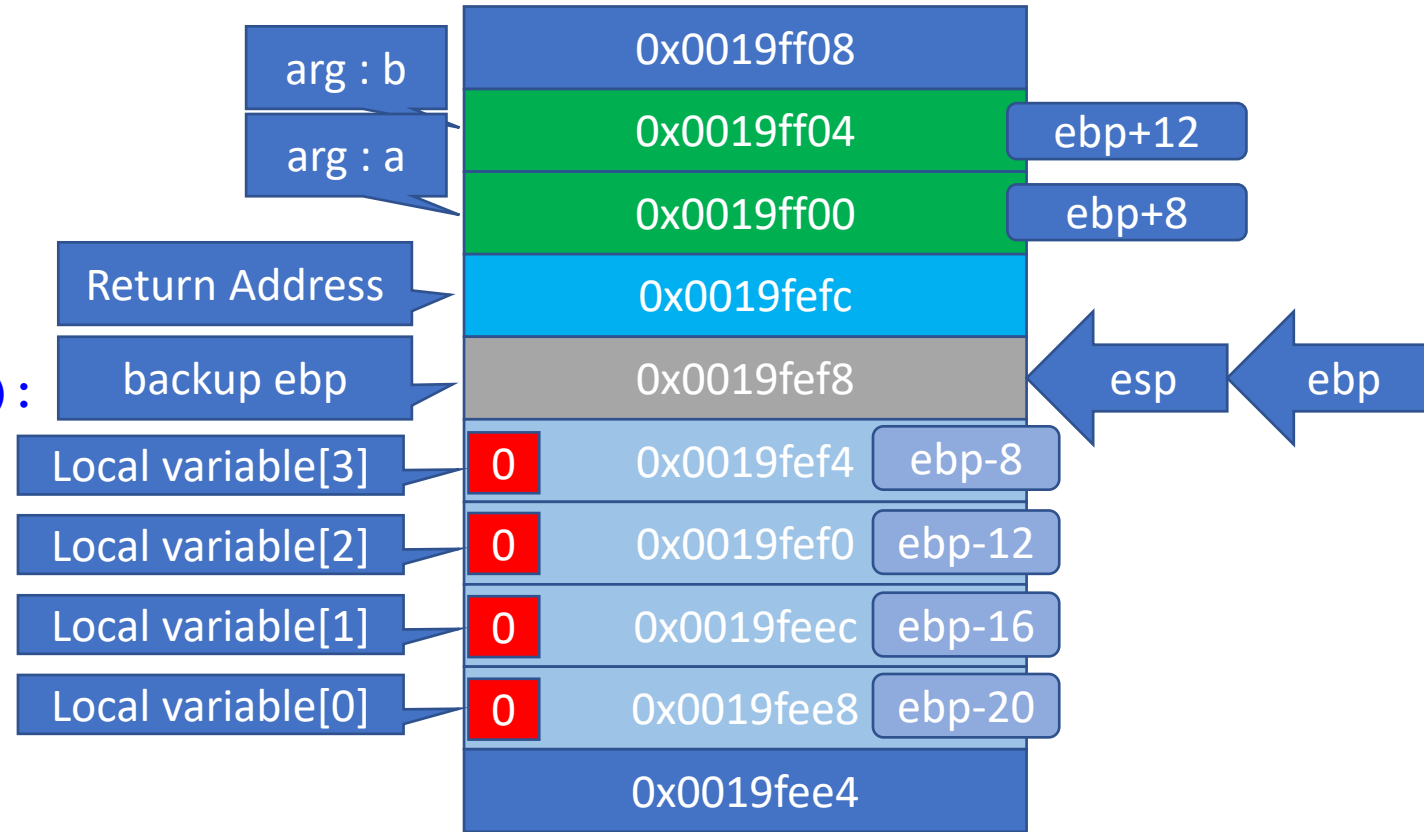 0x0019ff08
arg : b
0x0019ff04
ebp+12
arg : a
0x0019ff00
ebp+8
Return Address
0x0019fefc
) :
backup ebp
0x0019fef8
esp
ebp
Local variable[3]
0
0x0019fef4
ebp-8
Local variable[2]
0
0x0019fef0
ebp-12
Local variable[1]
0
0x0019feec
ebp-16
Local variable[0]
0
0x0019fee8
ebp-20
0x0019fee4